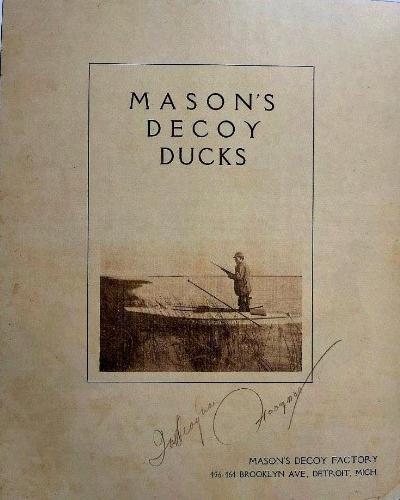 MASON'S
DECOY
DUCKS
MASON'S DECOY FACTORY
456-464 BROOKLYN AVE., DETROIT, MICH.